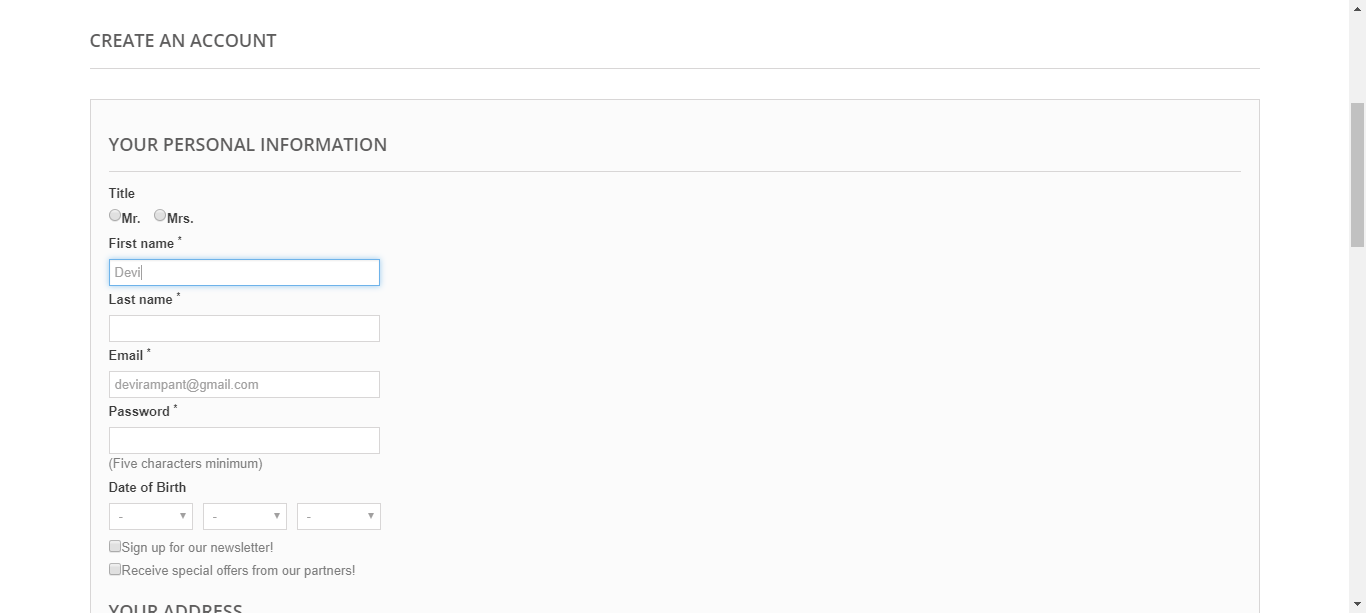 CREATE AN ACCOUNT
YOUR PERSONAL INFORMATION
Title
Mr. Mrs.
First name *
Devi
Last name *
Email *
devirampant@gmail.com
Password *
(Five characters minimum)
Date of Birth
- - -
Sign up for our newsletter!
Receive special offers from our partners!
YOUR ADDRESS